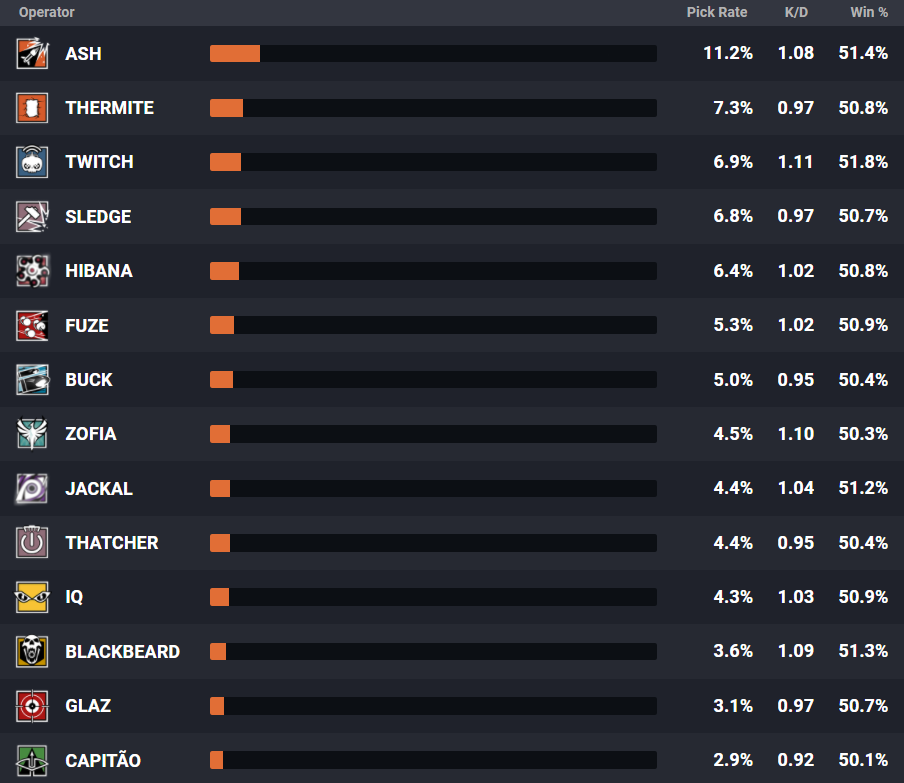 Operator Pick Rate K/D Win %
ASH 11.2% 1.08 51.4%
THERMITE 7.3% 0.97 50.8%
TWITCH 6.9% 1.11 51.8%
SLEDGE 6.8% 0.97 50.7%
HIBANA 6.4% 1.02 50.8%
FUZE 5.3% 1.02 50.9%
BUCK 5.0% 0.95 50.4%
ZOFIA 4.5% 1.10 50.3%
JACKAL 4.4% 1.04 51.2%
THATCHER 4.4% 0.95 50.4%
IQ 4.3% 1.03 50.9%
BLACKBEARD 3.6% 1.09 51.3%
GLAZ 3.1% 0.97 50.7%
CAPITÃO 2.9% 0.92 50.1%